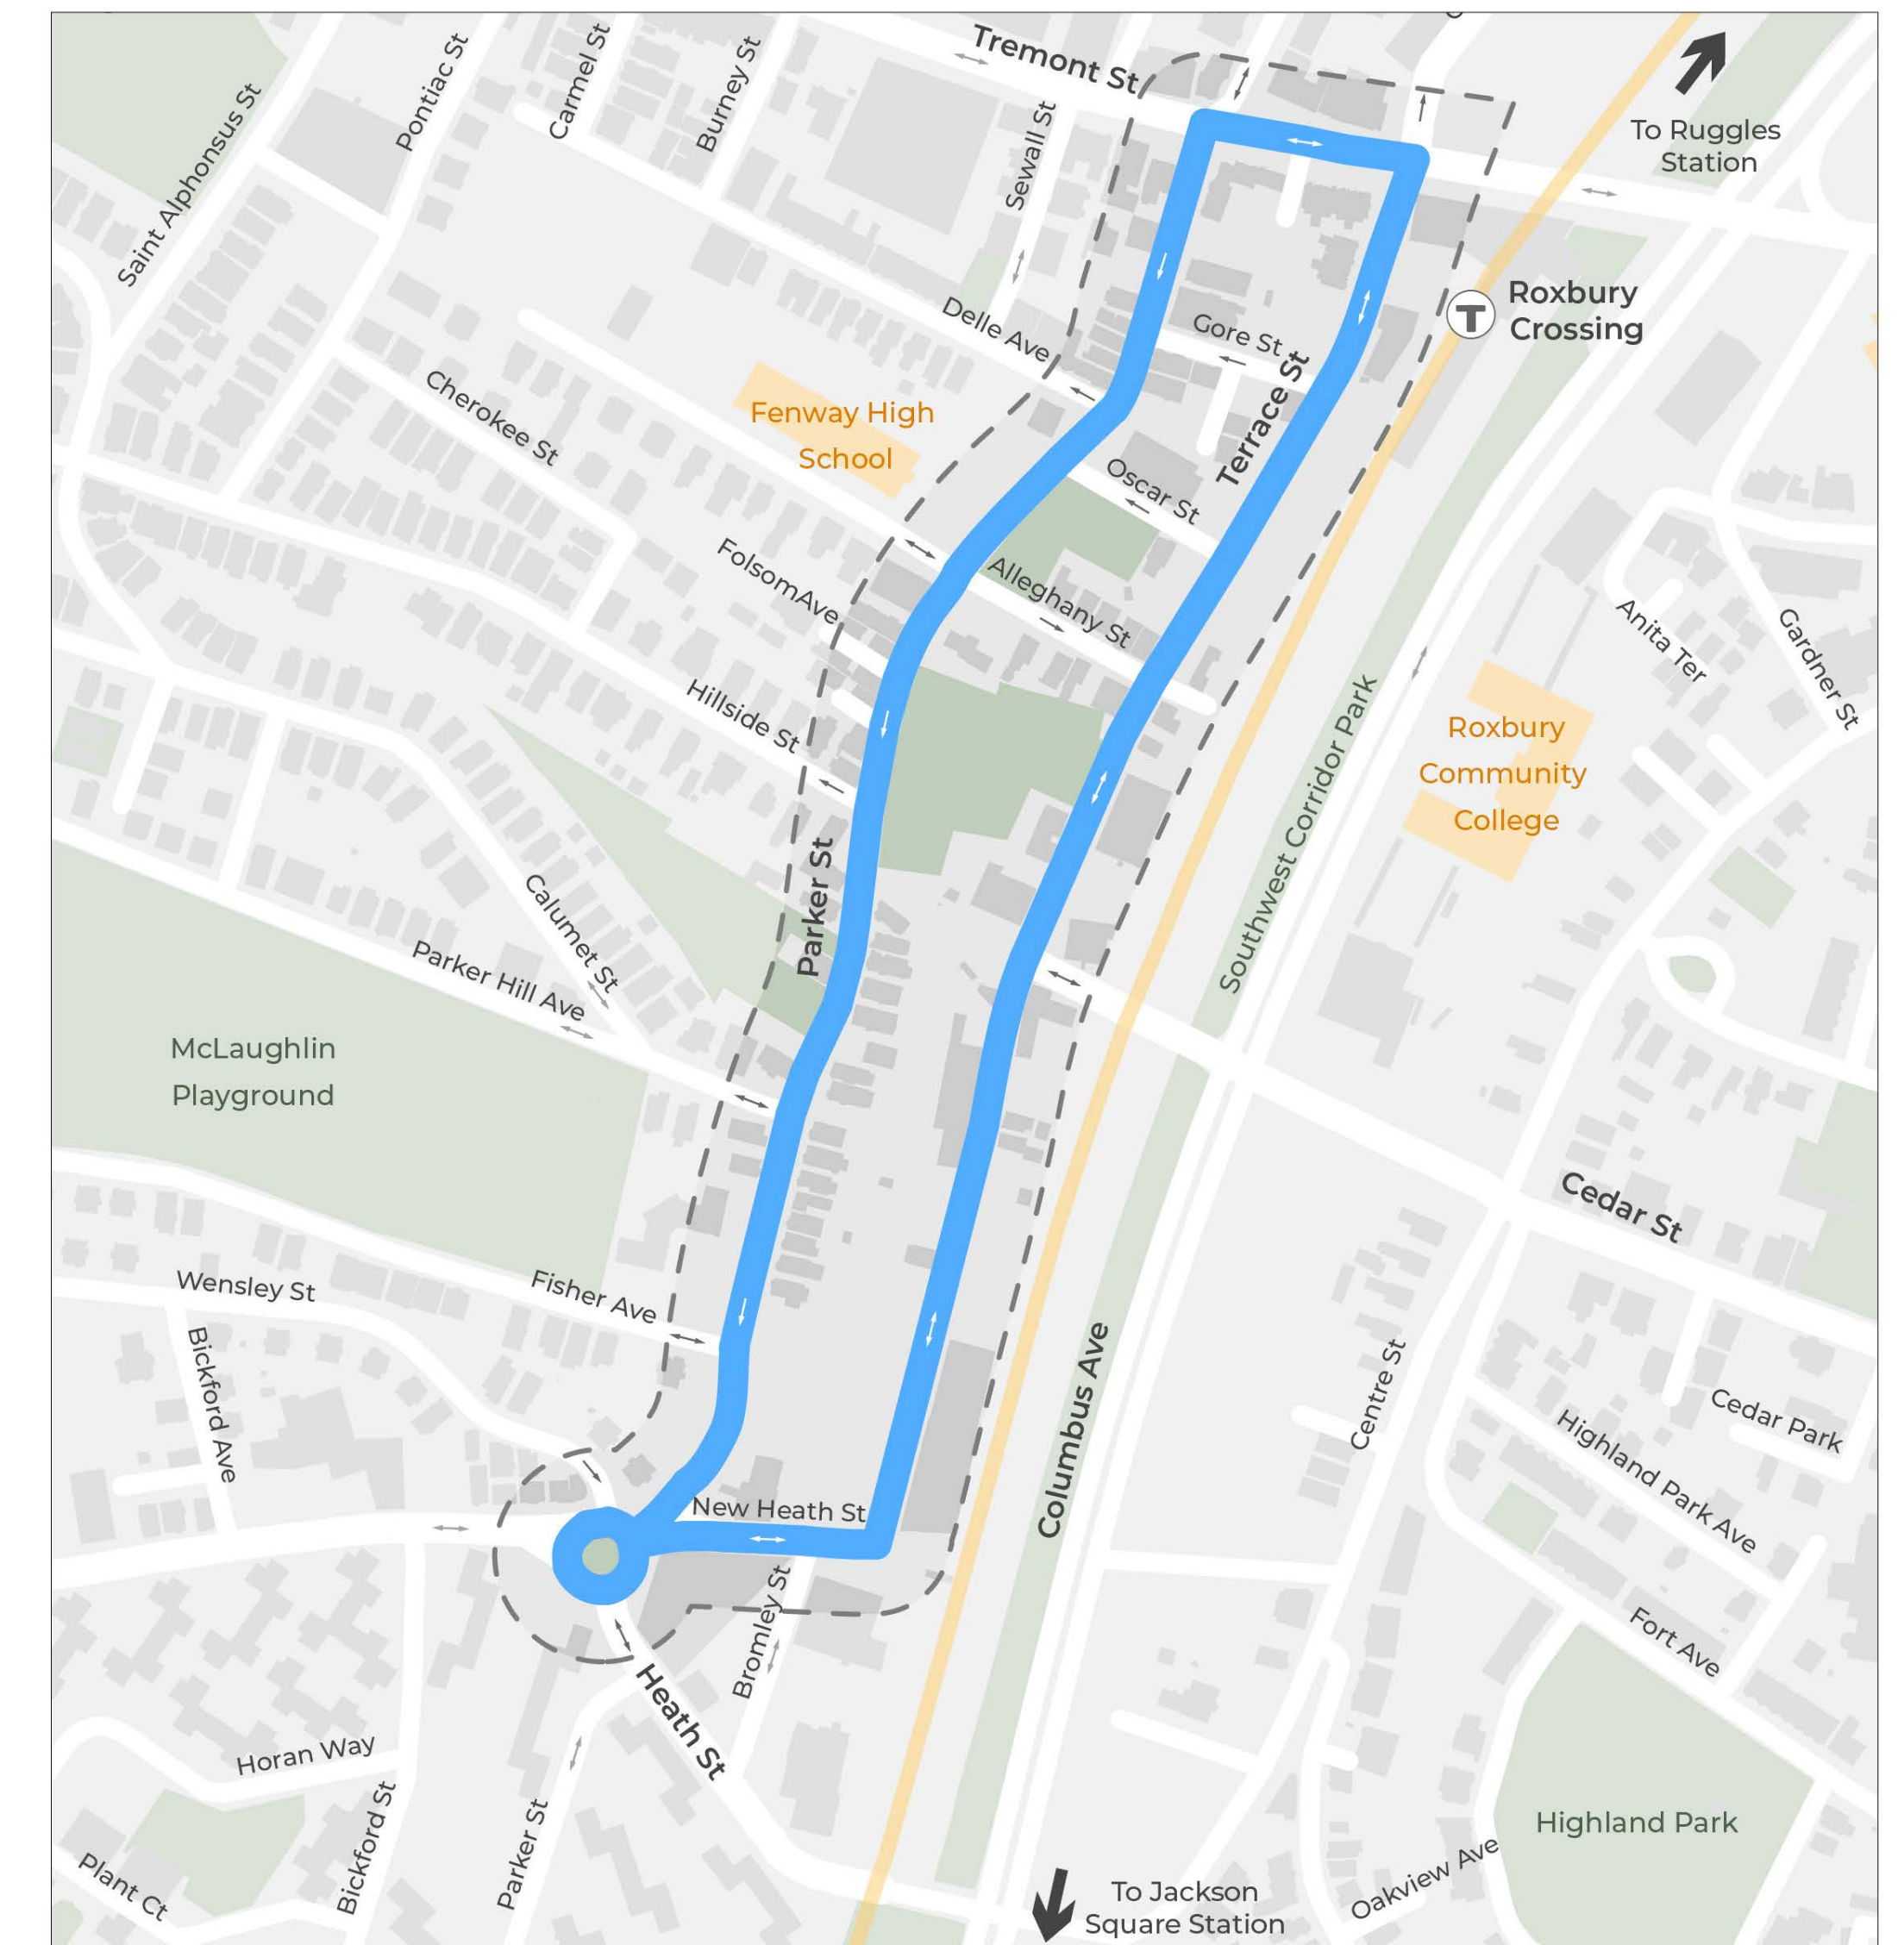 Tremont St
Carmel St
Pontiac St
Burney St
Saint Alphonsus St
Sewall St
To Ruggles
Station
T
Roxbury
Crossing
Delle Ave
Gore St
Terrace St
Cherokee St
Fenway High
School
Oscar St
FolsomAve
Alleghany St
Anita Ter
Gardner St
Hillside St
Roxbury
Community
College
Southwest Corridor Park
Parker St
Calumet St
Parker Hill Ave
McLaughlin
Playground
Cedar St
Wensley St
Fisher Ave
Bickford Ave
Columbus Ave
Centre St
Cedar Park
Highland Park Ave
New Heath St
Bromley St
Fort Ave
Heath St
Horan Way
Bickford St
Parker St
Plant Ct
Highland Park
Oakview Ave
To Jackson
Square Station